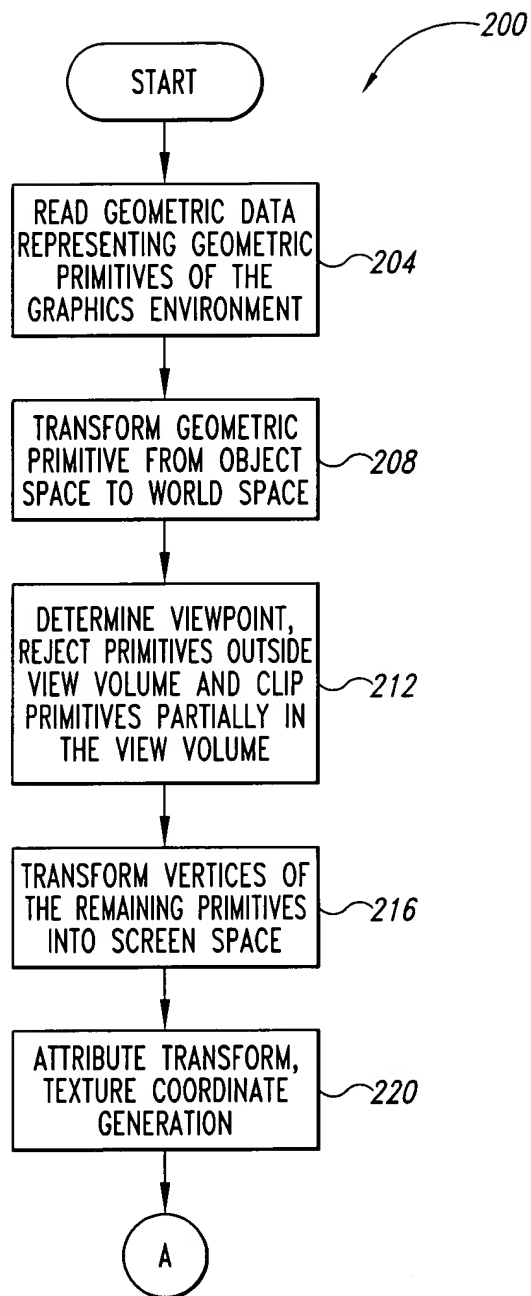 200
START
READ GEOMETRIC DATA
REPRESENTING GEOMETRIC
PRIMITIVES OF THE
GRAPHICS ENVIRONMENT
204
TRANSFORM GEOMETRIC
PRIMITIVE FROM OBJECT
SPACE TO WORLD SPACE
208
DETERMINE VIEWPOINT,
REJECT PRIMITIVES OUTSIDE
VIEW VOLUME AND CLIP
PRIMITIVES PARTIALLY IN
THE VIEW VOLUME
212
TRANSFORM VERTICES OF
THE REMAINING PRIMITIVES
INTO SCREEN SPACE
216
ATTRIBUTE TRANSFORM,
TEXTURE COORDINATE
GENERATION
220
A